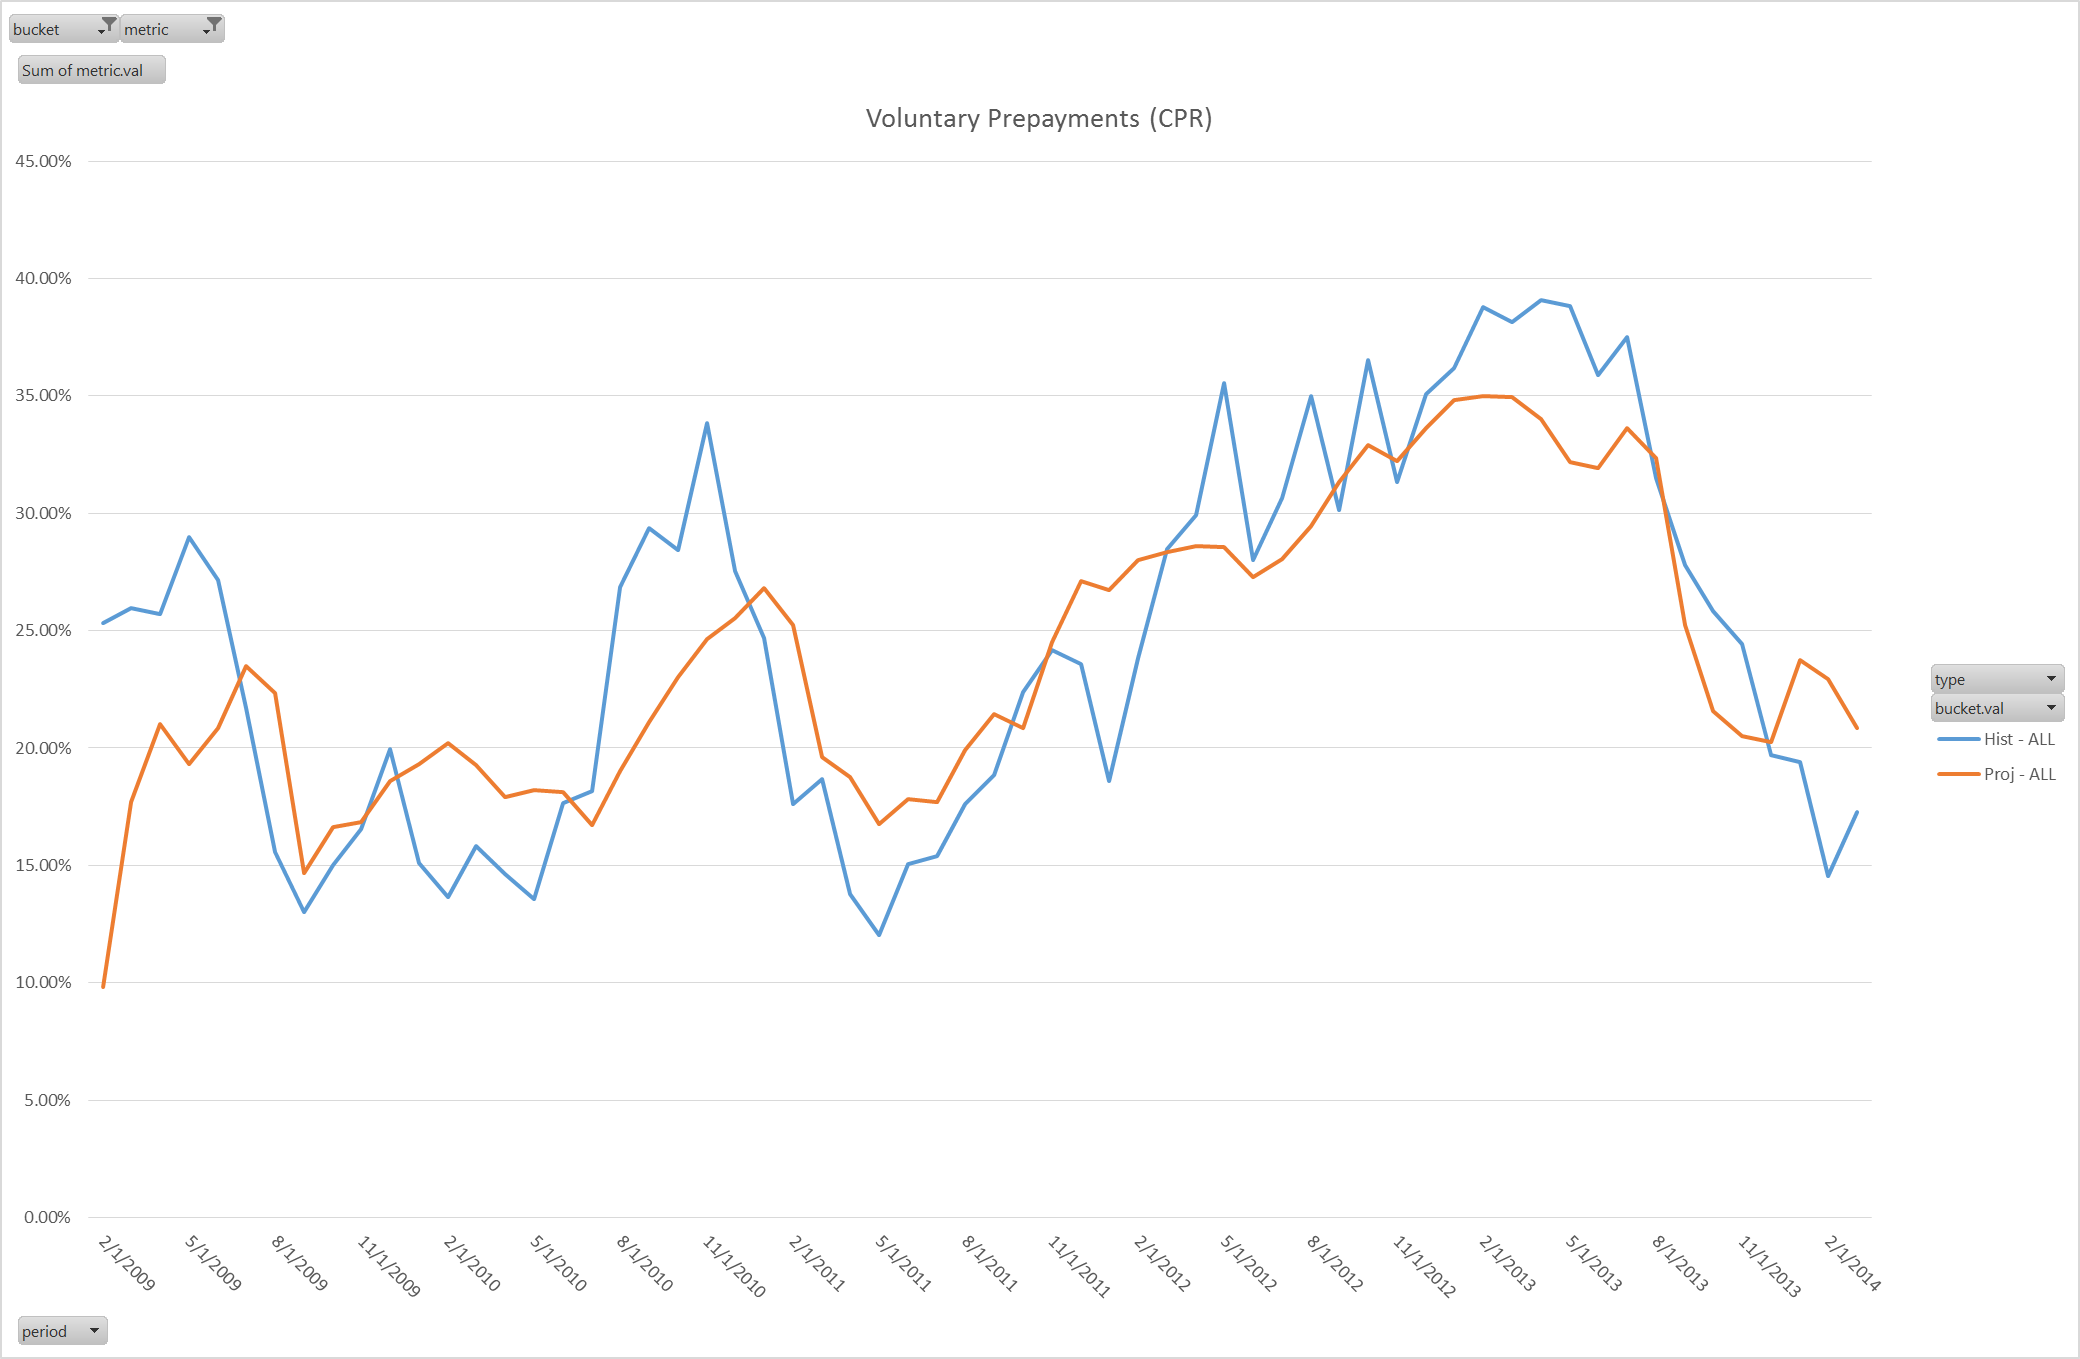 bucket metric
Sum of metric.val
Voluntary Prepayments (CPR)
45.00%
40.00%
35.00%
30.00%
25.00%
20.00%
15.00%
10.00%
5.00%
0.00%
2/1/2009 5/1/2009 8/1/2009 11/1/2009 2/1/2010 5/1/2010 8/1/2010 11/1/2010 2/1/2011 5/1/2011 8/1/2011 11/1/2011 2/1/2012 5/1/2012 8/1/2012 11/1/2012 2/1/2013 5/1/2013 8/1/2013 11/1/2013 2/1/2014
type
bucket.val
Hist - ALL
Proj - ALL
period